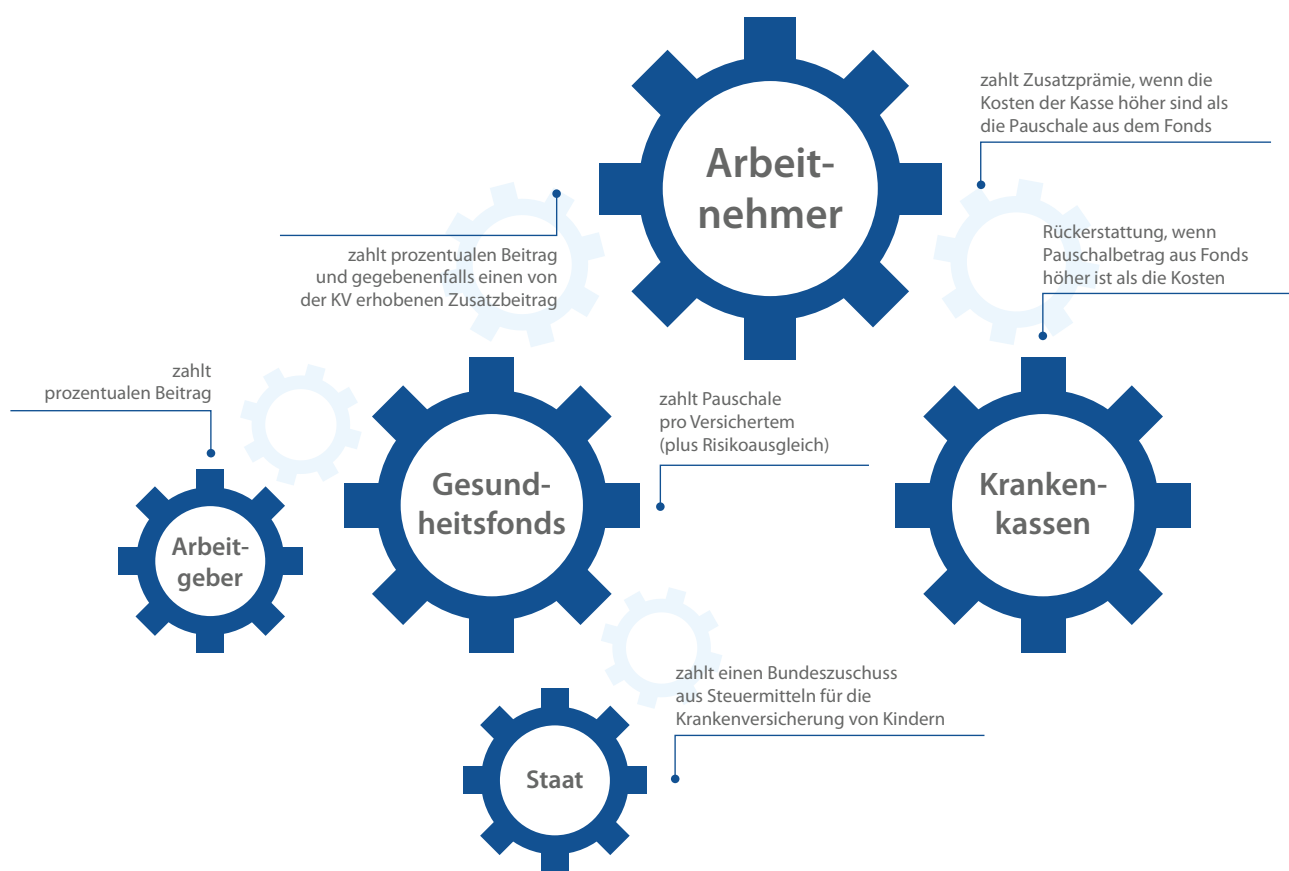 Arbeit-
nehmer
zahlt Zusatzprämie, wenn die
Kosten der Kasse höher sind als
die Pauschale aus dem Fonds
zahlt prozentualen Beitrag
und gegebenenfalls einen von
der KV erhobenen Zusatzbeitrag
Rückerstattung, wenn
Pauschalbetrag aus Fonds
höher ist als die Kosten
zahlt
prozentualen Beitrag
zahlt Pauschale
pro Versichertem
(plus Risikoausgleich)
Gesund-
heitsfonds
Kranken-
kassen
Arbeit-
geber
zahlt einen Bundeszuschuss
aus Steuermitteln für die
Krankenversicherung von Kindern
Staat